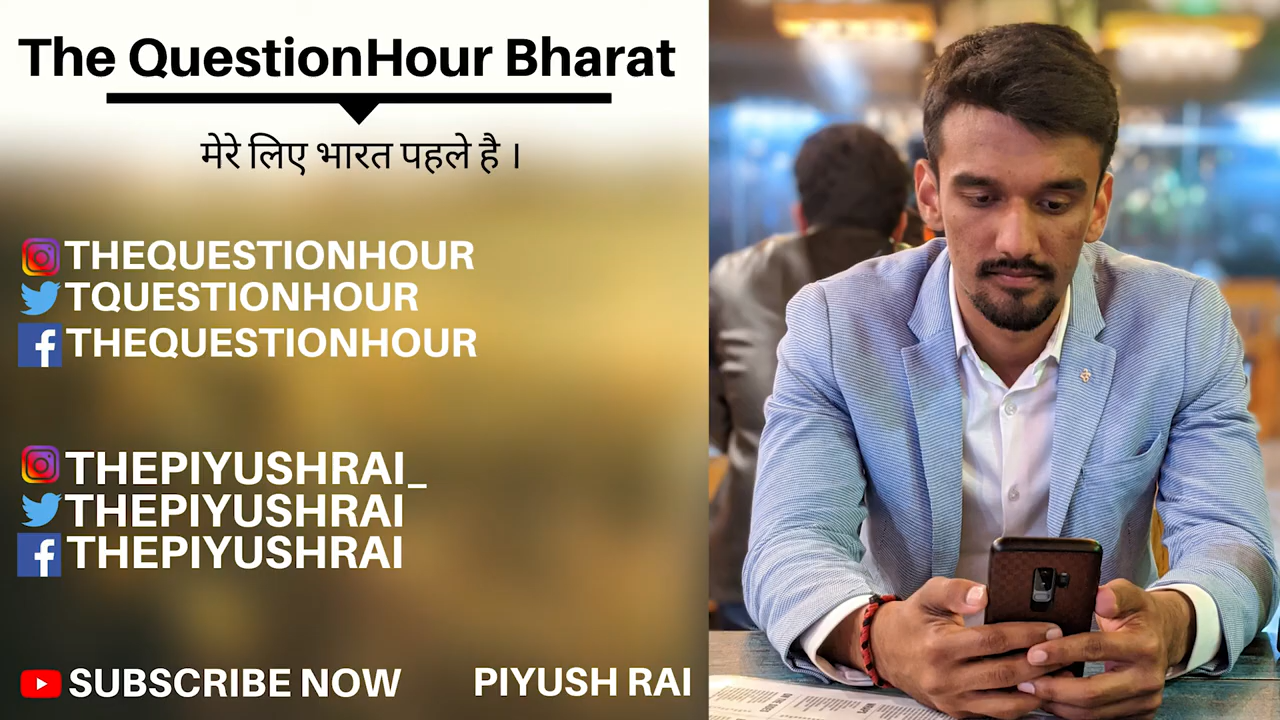 The QuestionHour Bharat
मेरे लिए भारत पहले है ।
THEQUESTIONHOUR
TQUESTIONHOUR
THEQUESTIONHOUR
THEPIYUSHRAI_
THEPIYUSHRAI
THEPIYUSHRAI
SUBSCRIBE NOW
PIYUSH RAI